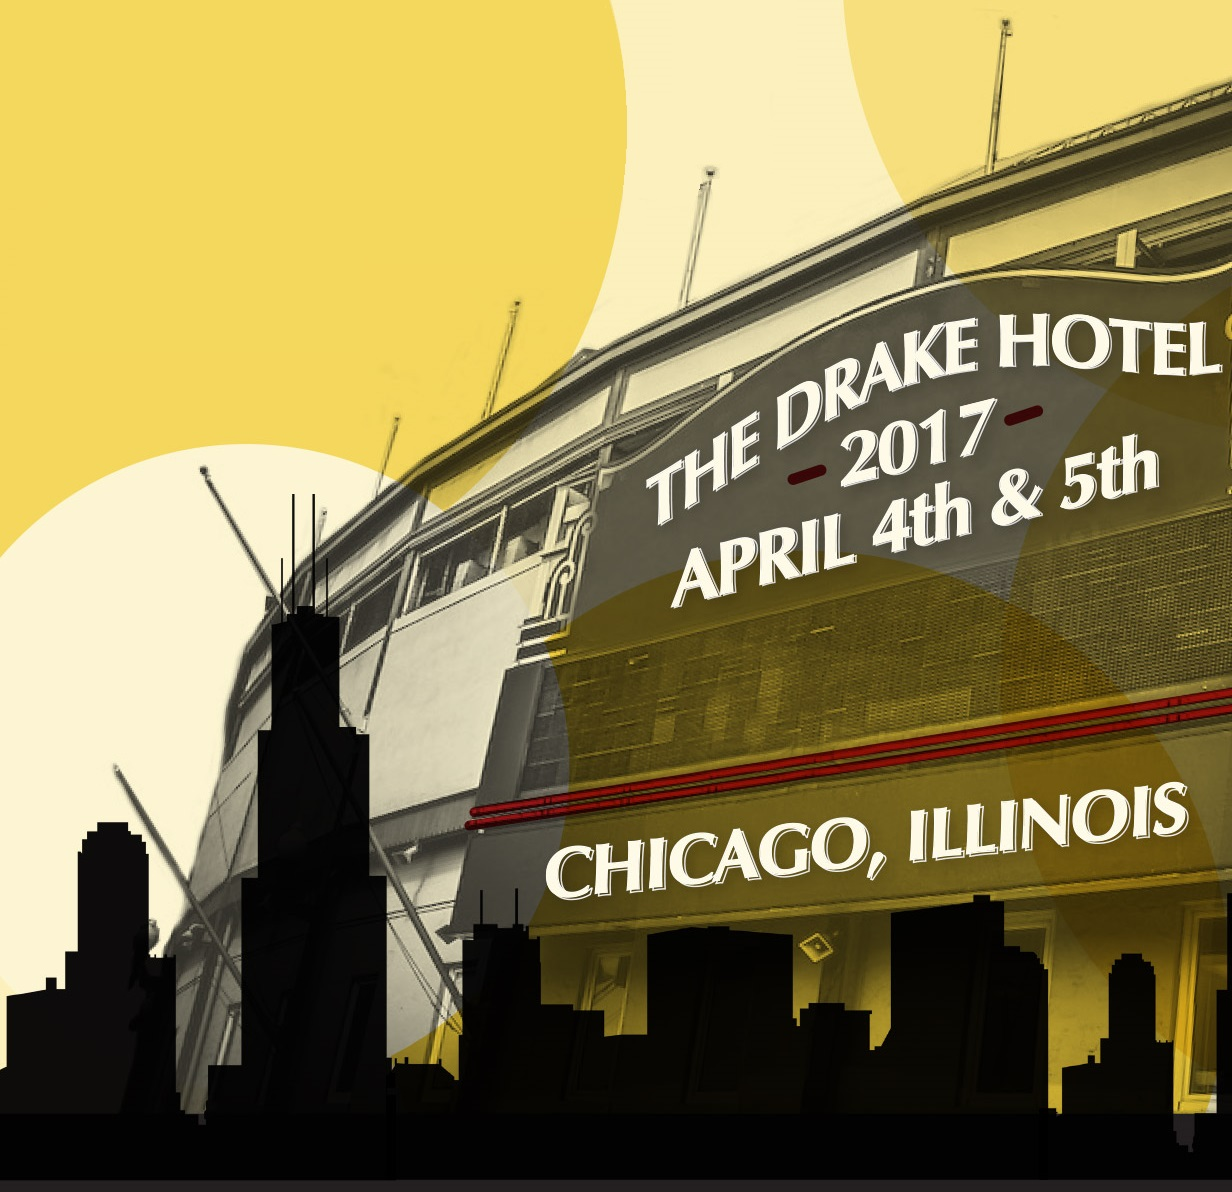 THE DRAKE HOTEL
2017
APRIL 4th & 5th
CHICAGO, ILLINOIS